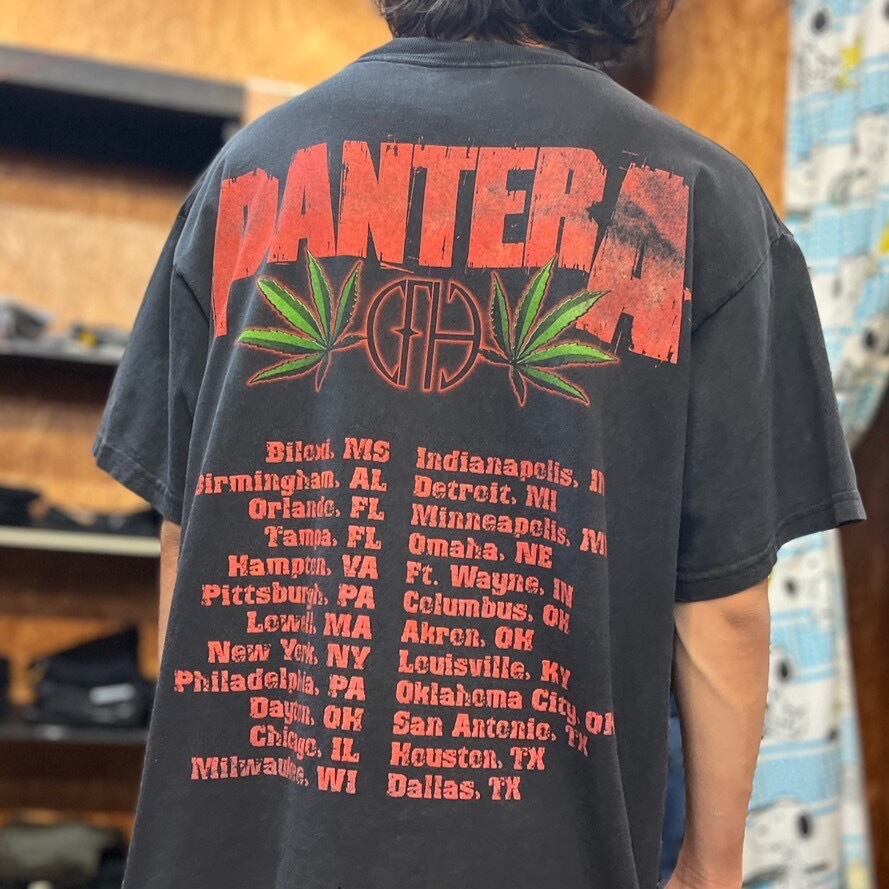 PANTERA
CFH
Biloxi, MS
Birmingham, AL
Orlando, FL
Tampa, FL
Hampton, VA
Pittsburgh, PA
Lowell, MA
New York, NY
Philadelphia, PA
Dayton, OH
Chicago, IL
Milwaukee, WI
Indianapolis, IN
Detroit, MI
Minneapolis, MN
Omaha, NE
Ft. Wayne, IN
Columbus, OH
Akron, OH
Louisville, KY
Oklahoma City, OK
San Antonio, TX
Houston, TX
Dallas, TX